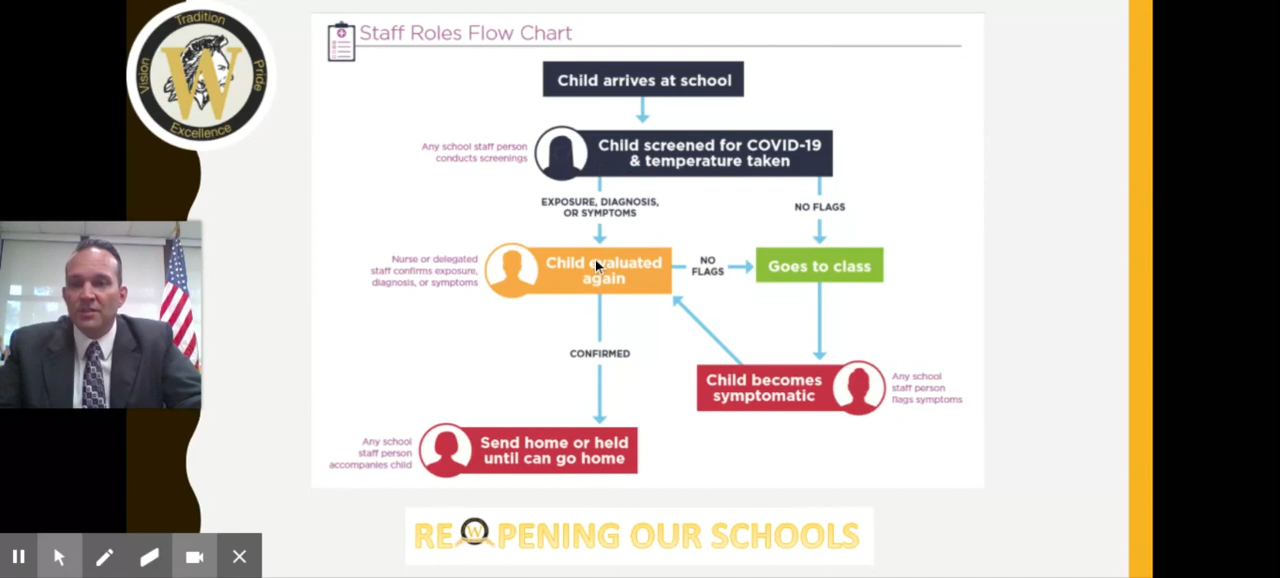 Tradition
Vision
Pride
Excellence
W
Staff Roles Flow Chart
Child arrives at school
Any school staff person
conducts screenings
Child screened for COVID-19
& temperature taken
EXPOSURE, DIAGNOSIS,
OR SYMPTOMS
NO FLAGS
Nurse or delegated
staff confirms exposure,
diagnosis, or symptoms
Child evaluated
again
NO
FLAGS
Goes to class
CONFIRMED
Child becomes
symptomatic
Any school
staff person
flags symptoms
Any school
staff person
accompanies child
Send home or held
until can go home
REWPENING OUR SCHOOLS